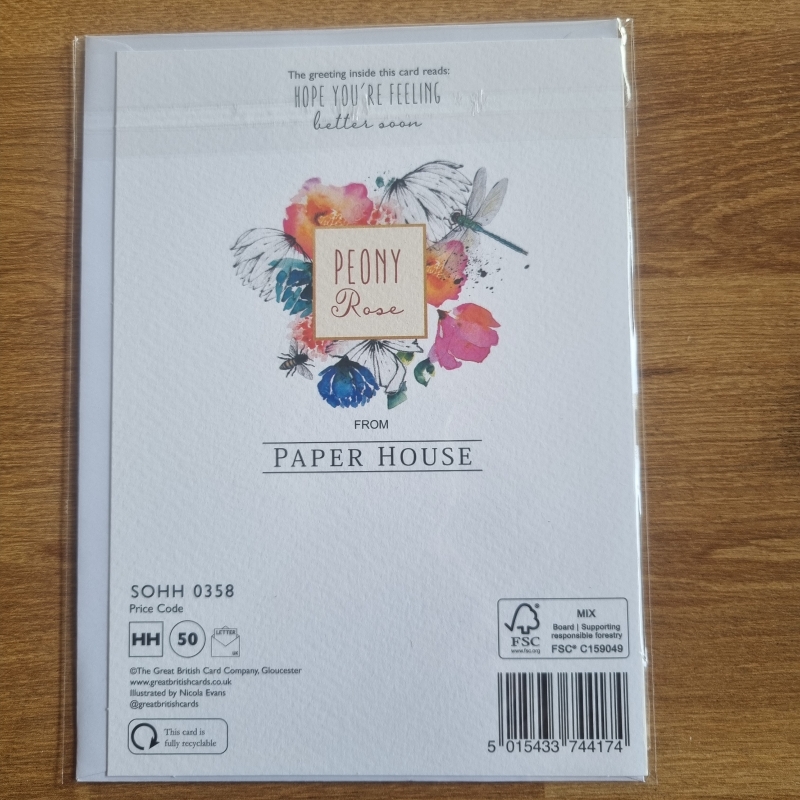 The greeting inside this card reads:
HOPE YOU'RE FEELING
better soon
PEONY
Rose
FROM
PAPER HOUSE
SOHH 0358
Price Code
HH 50 LETTER UK
©The Great British Card Company, Gloucester
www.greatbritishcards.co.uk
Illustrated by Nicola Evans
@greatbritishcards
This card is
fully recyclable
FSC
www.fsc.org
MIX
Board | Supporting
responsible forestry
FSC® C159049
5 015433 744174